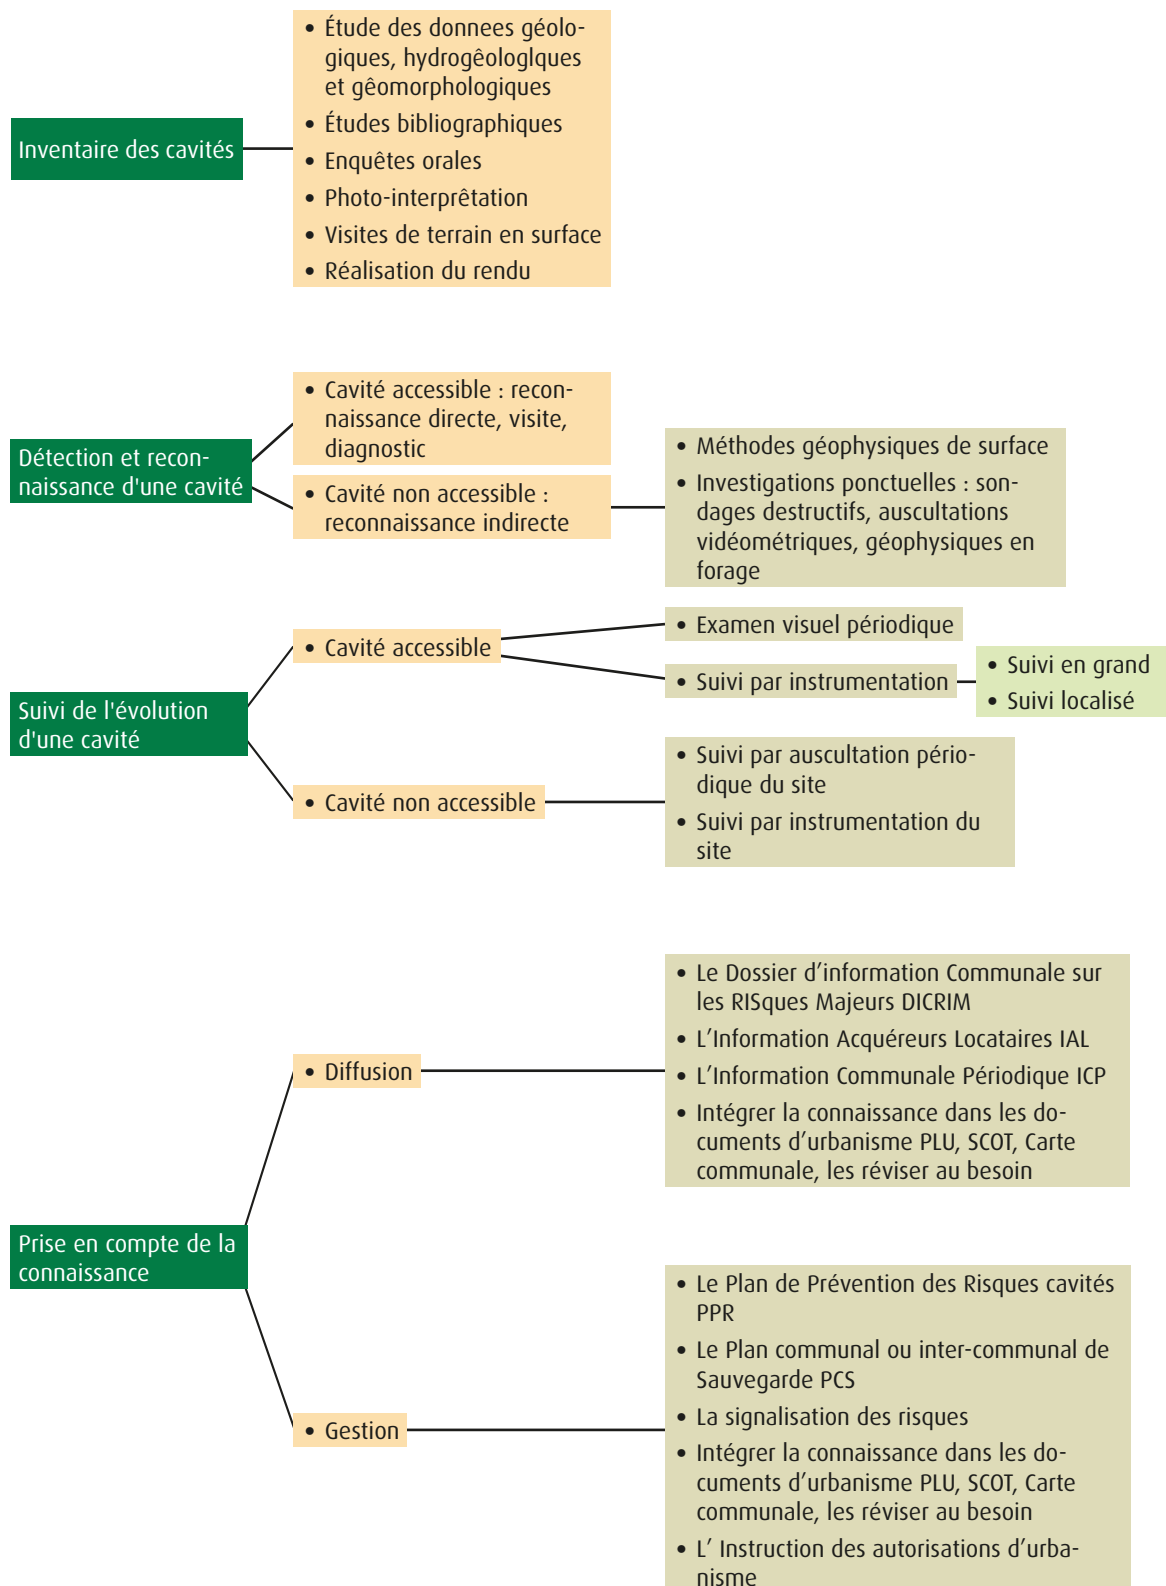 Inventaire des cavités
• Étude des donnees géolo-
giques, hydrogêologlques
et gêomorphologiques
• Études bibliographiques
• Enquêtes orales
• Photo-interprêtation
• Visites de terrain en surface
• Réalisation du rendu
Détection et recon-
naissance d'une cavité
• Cavité accessible : recon-
naissance directe, visite,
diagnostic
• Cavité non accessible :
reconnaissance indirecte
• Méthodes géophysiques de surface
• Investigations ponctuelles : son-
dages destructifs, auscultations
vidéométriques, géophysiques en
forage
Suivi de l'évolution
d'une cavité
• Cavité accessible
• Examen visuel périodique
• Suivi par instrumentation
• Suivi en grand
• Suivi localisé
• Cavité non accessible
• Suivi par auscultation pério-
dique du site
• Suivi par instrumentation du
site
Prise en compte de la
connaissance
• Diffusion
• Le Dossier d’information Communale sur
les RISques Majeurs DICRIM
• L’Information Acquéreurs Locataires IAL
• L’Information Communale Périodique ICP
• Intégrer la connaissance dans les do-
cuments d’urbanisme PLU, SCOT, Carte
communale, les réviser au besoin
• Gestion
• Le Plan de Prévention des Risques cavités
PPR
• Le Plan communal ou inter-communal de
Sauvegarde PCS
• La signalisation des risques
• Intégrer la connaissance dans les do-
cuments d’urbanisme PLU, SCOT, Carte
communale, les réviser au besoin
• L’ Instruction des autorisations d’urba-
nisme